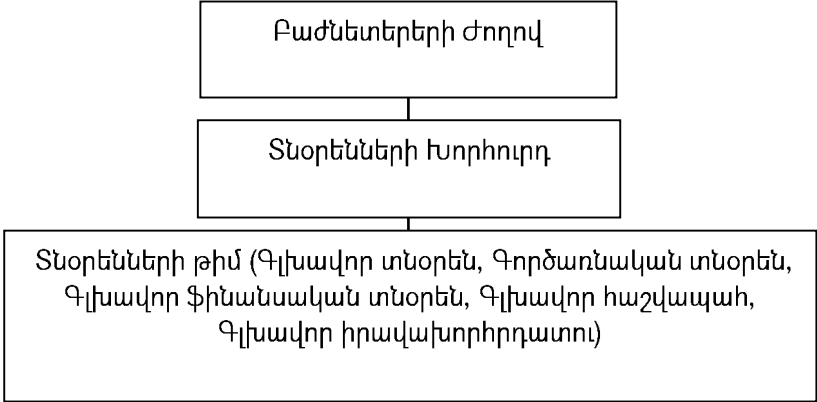 Բաժնետերերի Ժողով
Տնօրենների Խորհուրդ
Տնօրենների թիմ (Գլխավոր տնօրեն, Գործառնական տնօրեն,
Գլխավոր ֆինանսական տնօրեն, Գլխավոր հաշվապահ,
Գլխավոր իրավախորհրդատու)